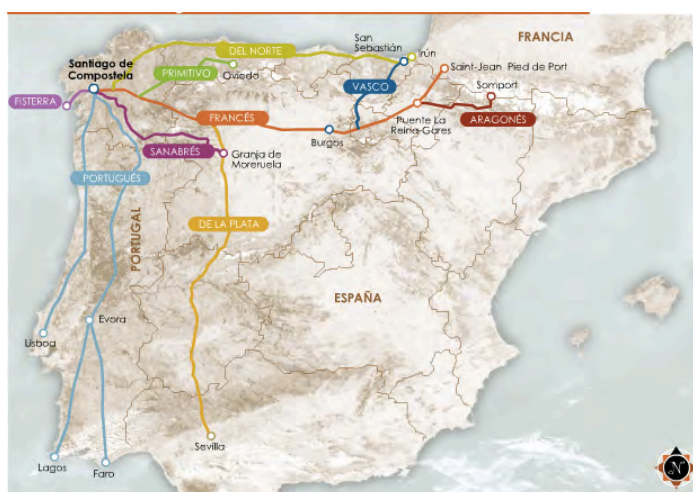 FRANCIA
San
Sebastián
Irún
DEL NORTE
Saint-Jean Pied de Port
Santiago de
Compostela
PRIMITIVO
Oviedo
VASCO
Somport
FISTERRA
FRANCÉS
Puente La
Reina-Gares
ARAGONÉS
Burgos
SANABRÉS
Granja de
Moreruela
PORTUGUÉS
DE LA PLATA
PORTUGAL
ESPAÑA
Evora
Lisboa
Sevilla
Lagos
Faro
N